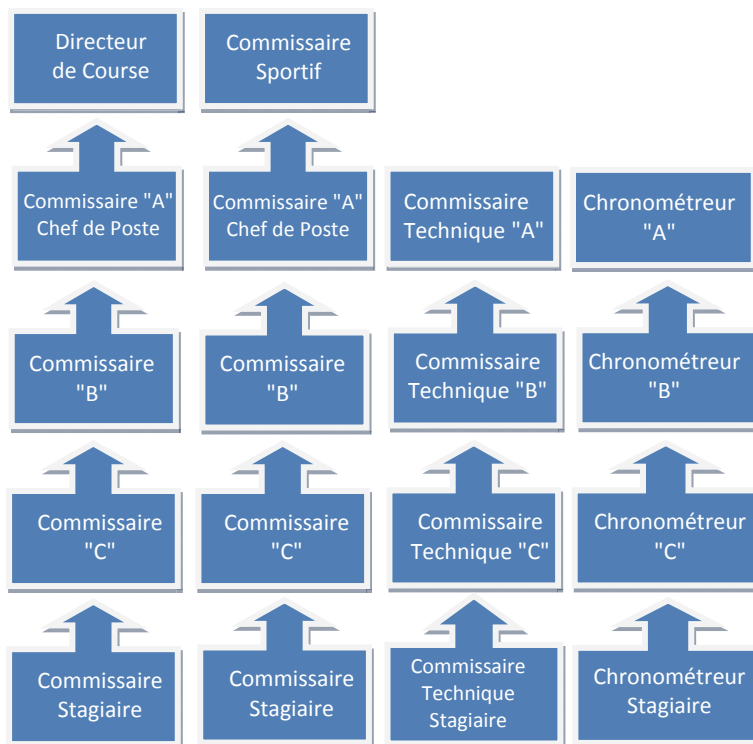 Directeur
de Course
Commissaire
Sportif
Commissaire "A"
Chef de Poste
Commissaire "A"
Chef de Poste
Commissaire
Technique "A"
Chronométreur
"A"
Commissaire
"B"
Commissaire
"B"
Commissaire
Technique "B"
Chronométreur
"B"
Commissaire
"C"
Commissaire
"C"
Commissaire
Technique "C"
Chronométreur
"C"
Commissaire
Stagiaire
Commissaire
Stagiaire
Commissaire
Technique
Stagiaire
Chronométreur
Stagiaire